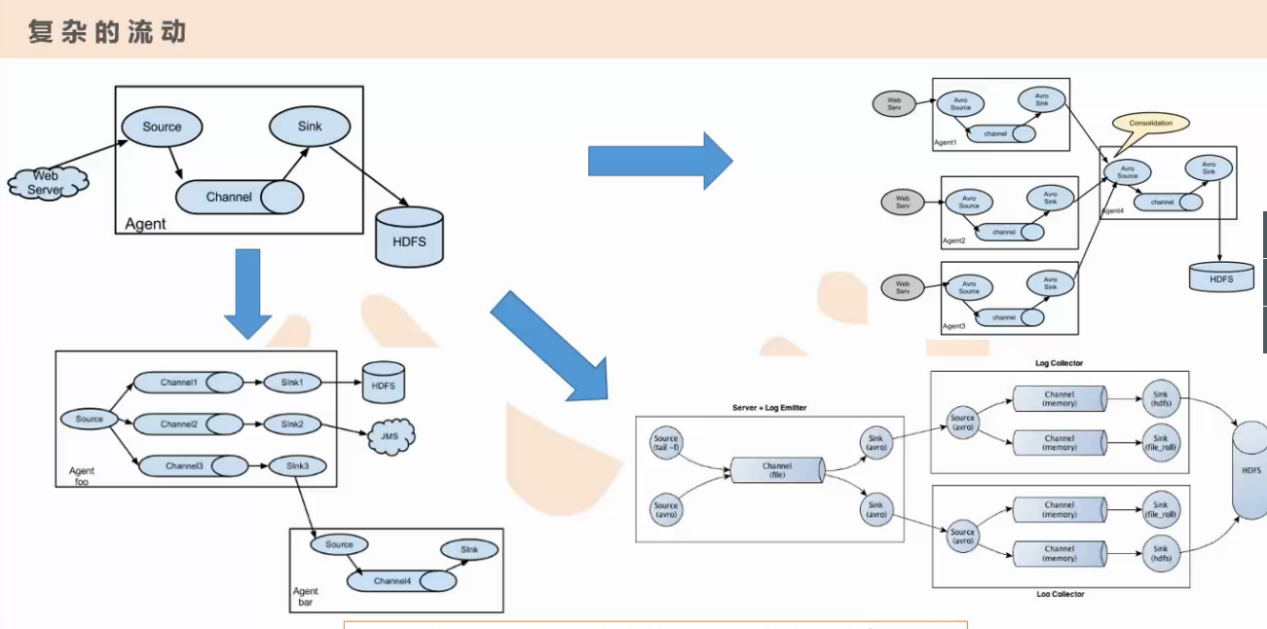 复杂的流动
Web
Server
Source
Sink
Channel
Agent
HDFS
Web
Serv
Avro
Source
Avro
Sink
channel
Agent1
Web
Serv
Avro
Source
Avro
Sink
channel
Agent2
Web
Serv
Avro
Source
Avro
Sink
channel
Agent3
Consolidation
Avro
Source
Avro
Sink
channel
Agent4
HDFS
Source
Channel1
Sink1
HDFS
Channel2
Sink2
JMS
Channel3
Sink3
Agent
foo
Source
Sink
Channel4
Agent
bar
Server + Log Emitter
Source
(tail -f)
Source
(avro)
Channel
(file)
Sink
(avro)
Sink
(avro)
Log Collector
Source
(avro)
Channel
(memory)
Sink
(hdfs)
Channel
(memory)
Sink
(file_roll)
HDFS
Source
(avro)
Channel
(memory)
Sink
(file_roll)
Channel
(memory)
Sink
(hdfs)
Log Collector